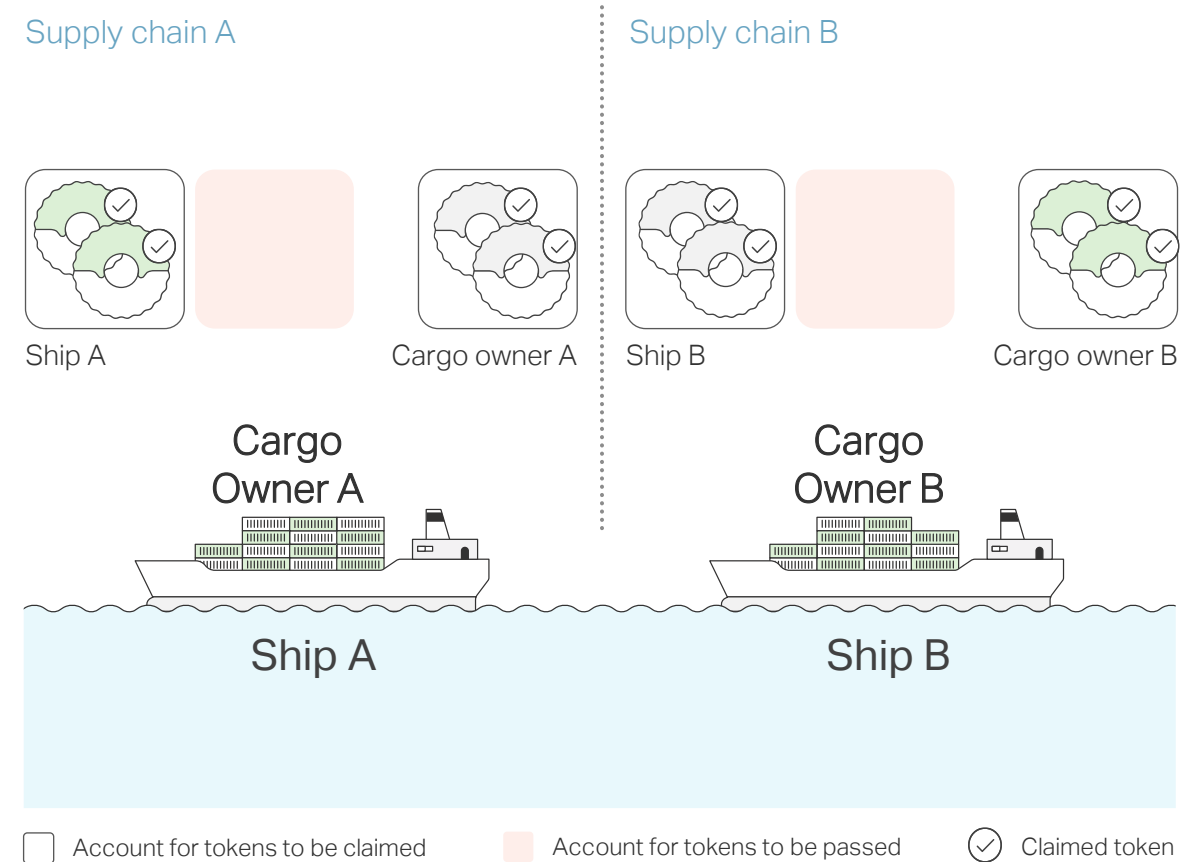 Supply chain A
Supply chain B
Ship A
Cargo owner A
Ship B
Cargo owner B
Cargo
Owner A
Cargo
Owner B
Ship A
Ship B
Account for tokens to be claimed
Account for tokens to be passed
Claimed token